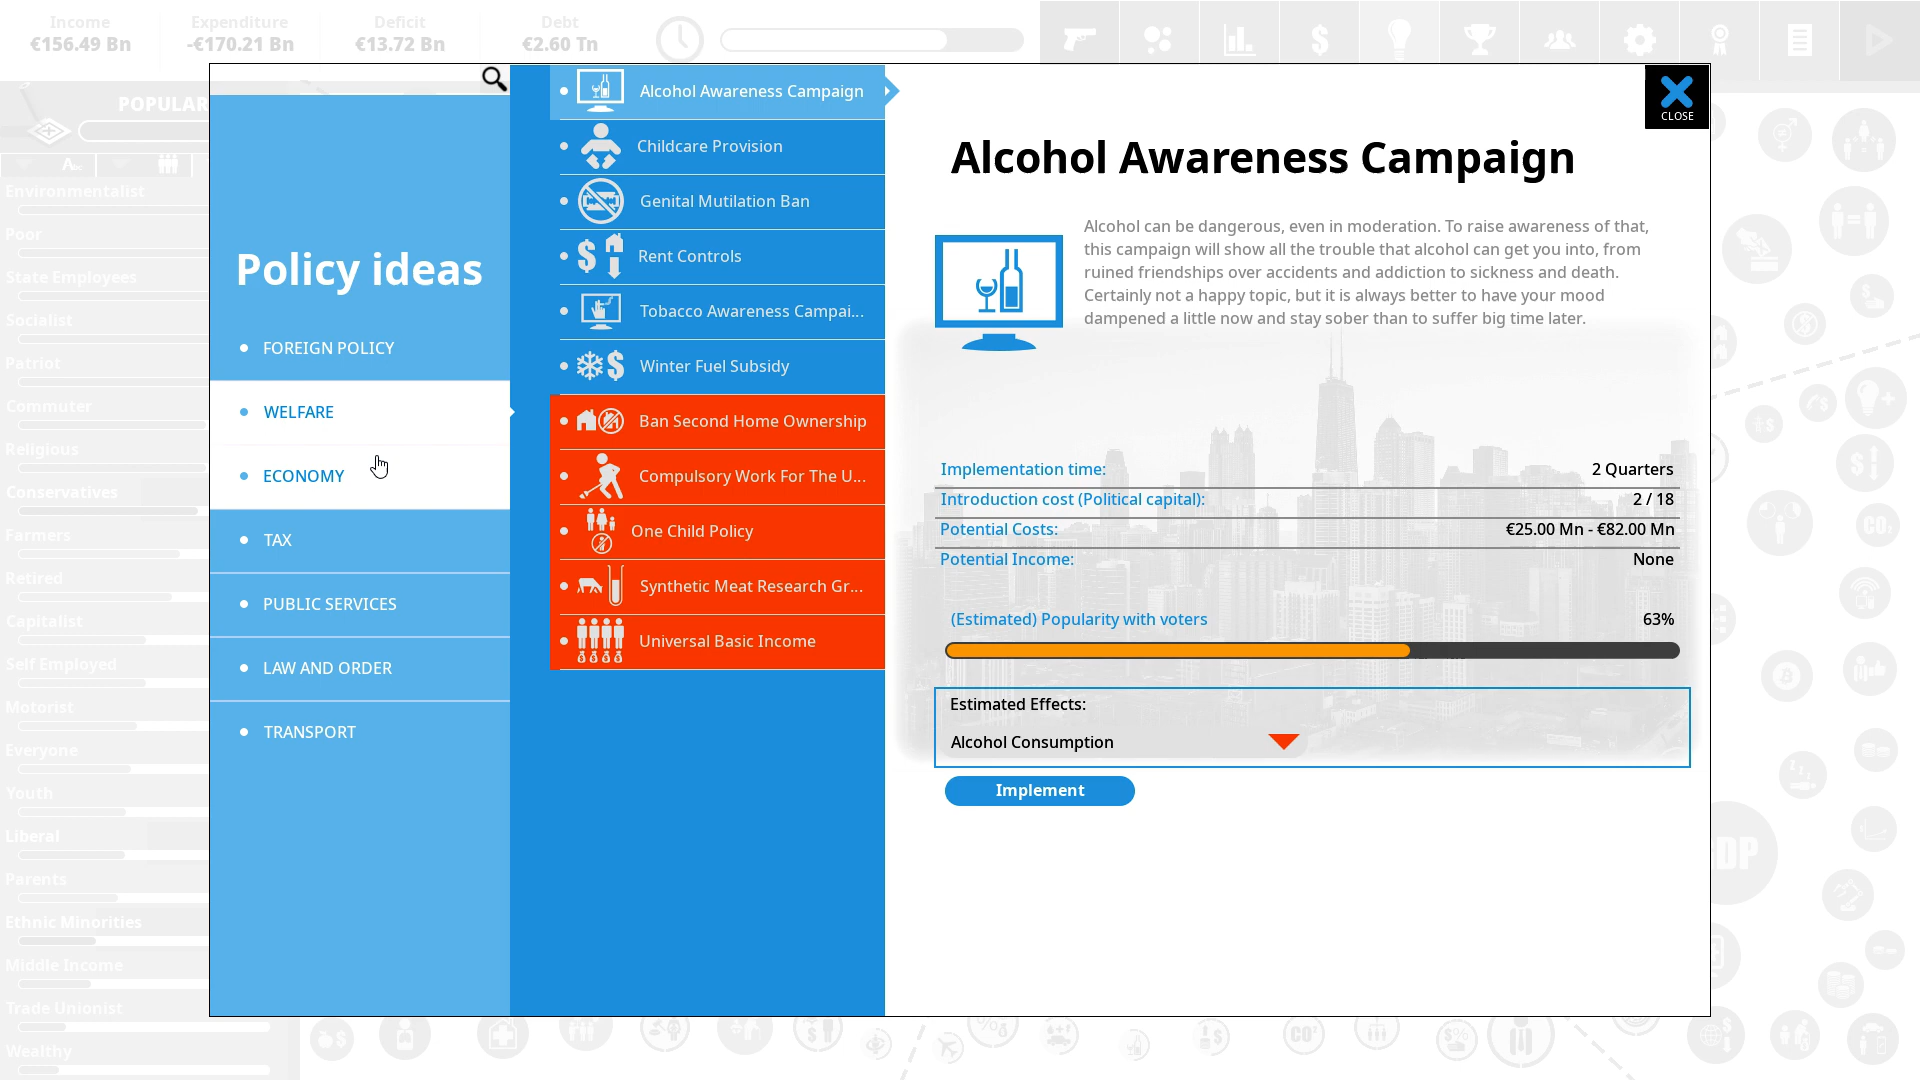 Income
€156.49 Bn
Expenditure
-€170.21 Bn
Deficit
€13.72 Bn
Debt
€2.60 Tn
POPULAR
Environmentalist
Poor
State Employees
Socialist
Patriot
Commuter
Religious
Conservatives
Farmers
Retired
Capitalist
Self Employed
Motorist
Everyone
Youth
Liberal
Parents
Ethnic Minorities
Middle Income
Trade Unionist
Wealthy
Policy ideas
FOREIGN POLICY
WELFARE
ECONOMY
TAX
PUBLIC SERVICES
LAW AND ORDER
TRANSPORT
Alcohol Awareness Campaign
Childcare Provision
Genital Mutilation Ban
Rent Controls
Tobacco Awareness Campai...
Winter Fuel Subsidy
Ban Second Home Ownership
Compulsory Work For The U...
One Child Policy
Synthetic Meat Research Gr...
Universal Basic Income
CLOSE
Alcohol Awareness Campaign
Alcohol can be dangerous, even in moderation. To raise awareness of that,
this campaign will show all the trouble that alcohol can get you into, from
ruined friendships over accidents and addiction to sickness and death.
Certainly not a happy topic, but it is always better to have your mood
dampened a little now and stay sober than to suffer big time later.
Implementation time: 2 Quarters
Introduction cost (Political capital): 2 / 18
Potential Costs: €25.00 Mn - €82.00 Mn
Potential Income: None
(Estimated) Popularity with voters 63%
Estimated Effects:
Alcohol Consumption
Implement
CO²